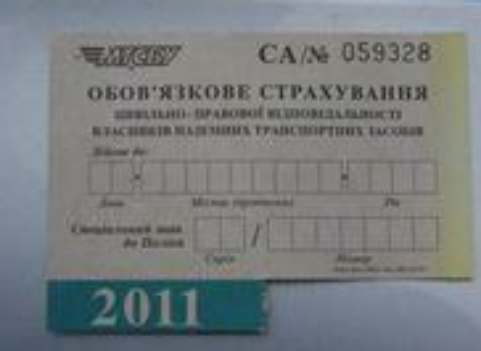 МТСБУ
СА/№ 059328
ОБОВ'ЯЗКОВЕ СТРАХУВАННЯ
ЦИВІЛЬНО-ПРАВОВОЇ ВІДПОВІДАЛЬНОСТІ
ВЛАСНИКІВ НАЗЕМНИХ ТРАНСПОРТНИХ ЗАСОБІВ
Дійсне до:
День Місяць (прописом) Рік
Спеціальний знак
до Поліса
/
Серія Номер
2011